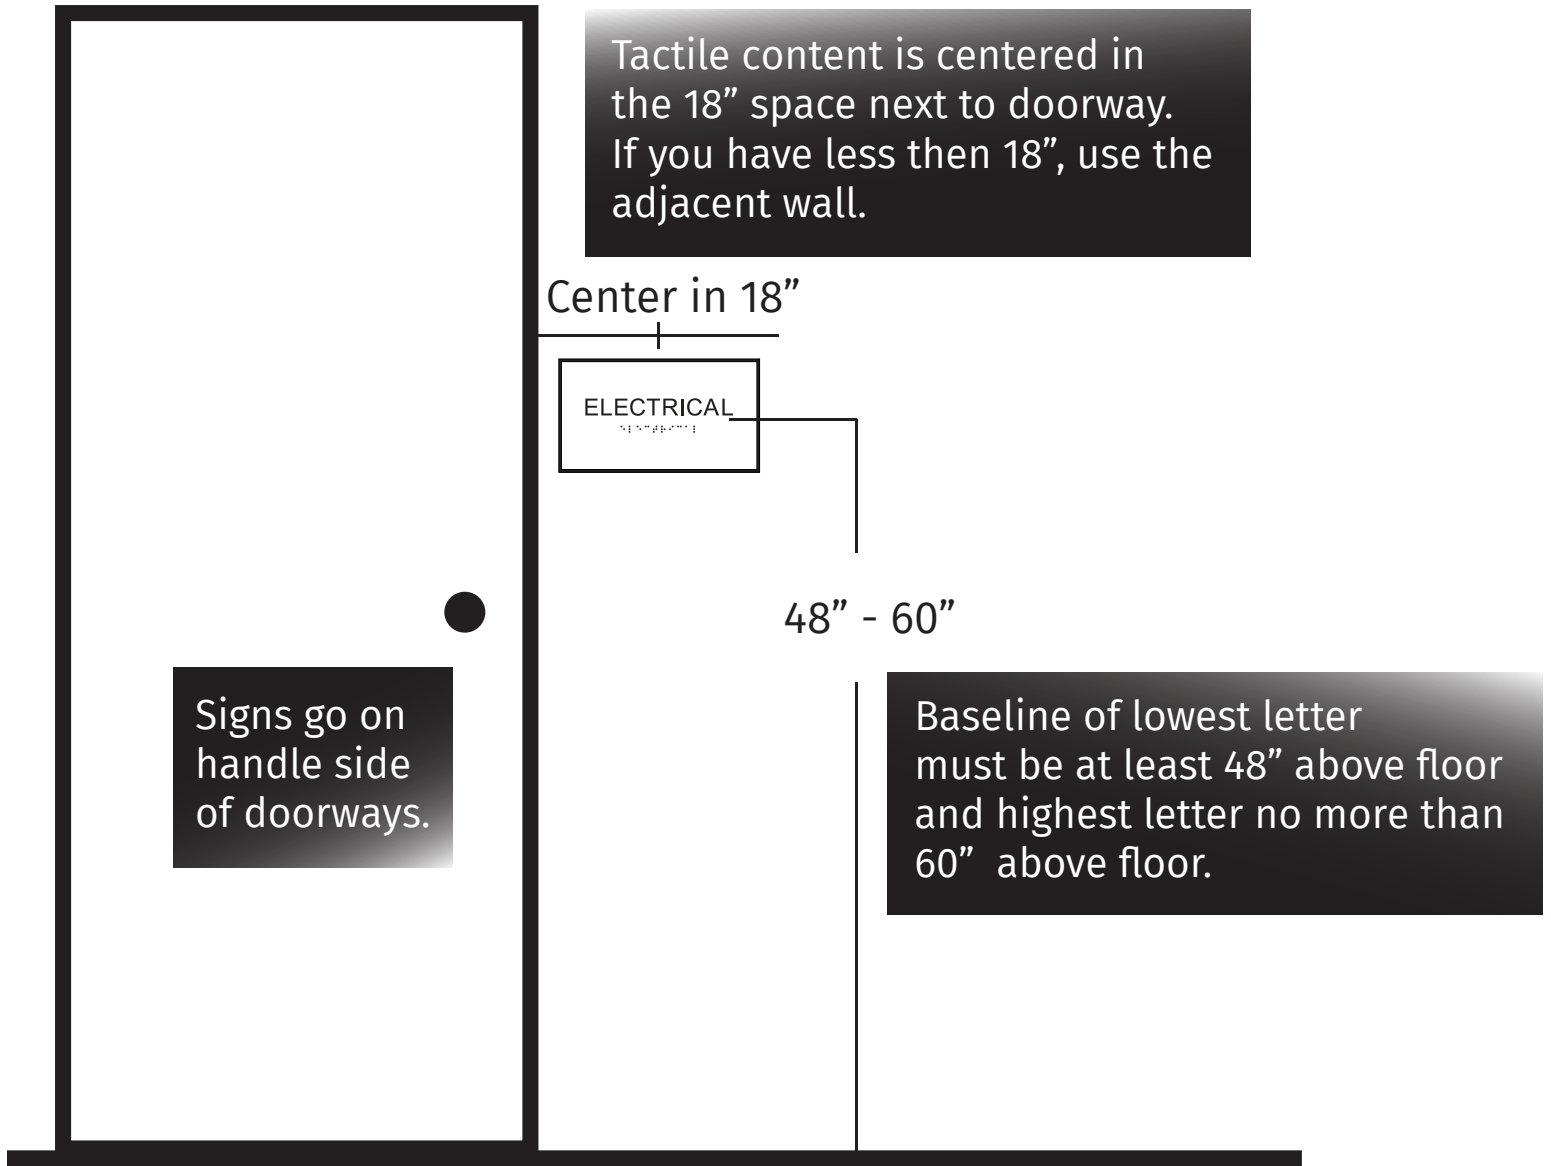 Tactile content is centered in
the 18” space next to doorway.
If you have less then 18”, use the
adjacent wall.
Center in 18”
ELECTRICAL
⠑⠇⠑⠉⠞⠗⠊⠉⠁⠇
48” - 60”
Signs go on
handle side
of doorways.
Baseline of lowest letter
must be at least 48” above floor
and highest letter no more than
60” above floor.